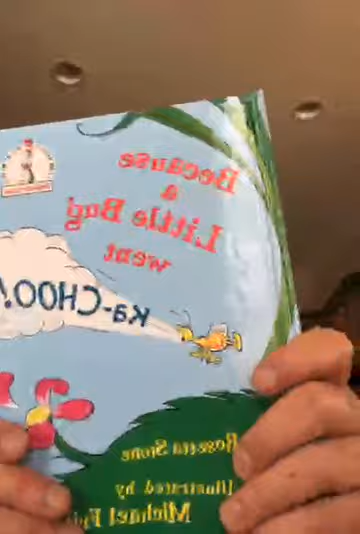 Because
a
Little Bug
went
Ka-CHOO!
Rosetta Stone
Illustrated by
Michael